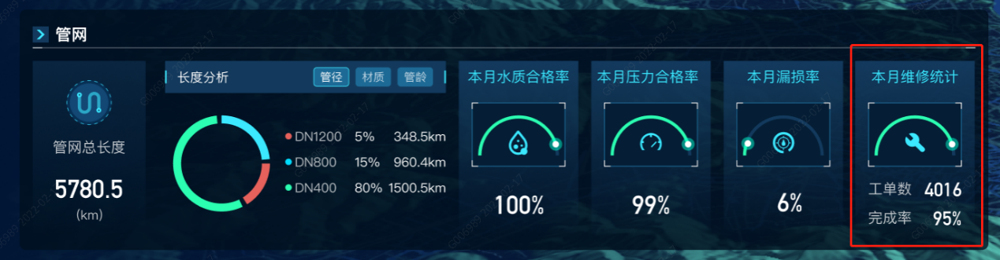 管网
管网总长度
5780.5
(km)
长度分析 管径 材质 管龄
DN1200 5% 348.5km
DN800 15% 960.4km
DN400 80% 1500.5km
本月水质合格率
100%
本月压力合格率
99%
本月漏损率
6%
本月维修统计
工单数 4016
完成率 95%